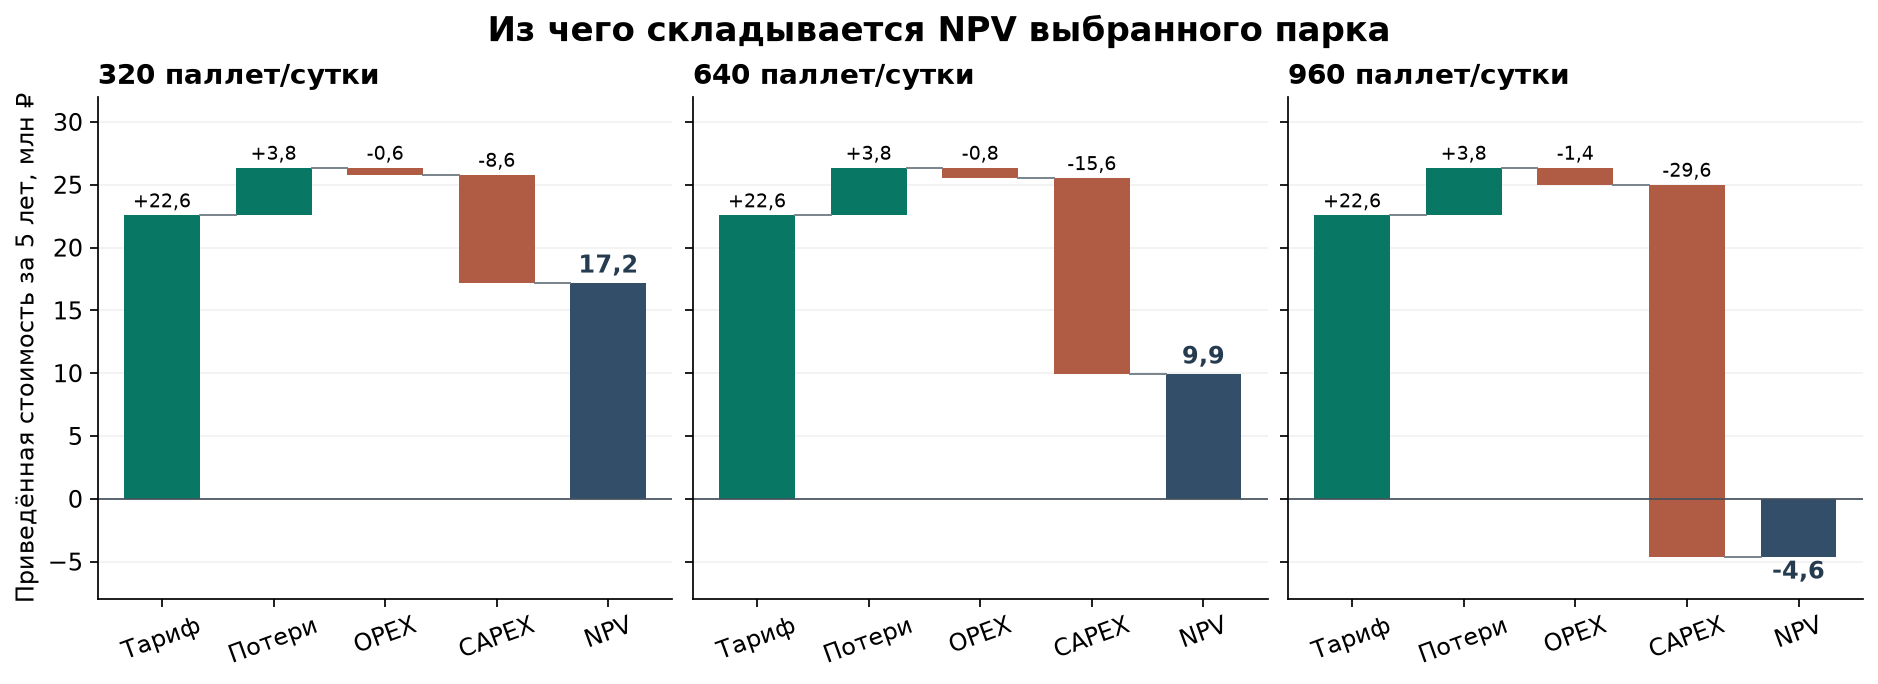 Из чего складывается NPV выбранного парка
320 паллет/сутки
640 паллет/сутки
960 паллет/сутки
Приведённая стоимость за 5 лет, млн ₽
30
25
20
15
10
5
0
−5
+22,6
+3,8
-0,6
-8,6
17,2
Тариф
Потери
OPEX
CAPEX
NPV
+22,6
+3,8
-0,8
-15,6
9,9
Тариф
Потери
OPEX
CAPEX
NPV
+22,6
+3,8
-1,4
-29,6
-4,6
Тариф
Потери
OPEX
CAPEX
NPV